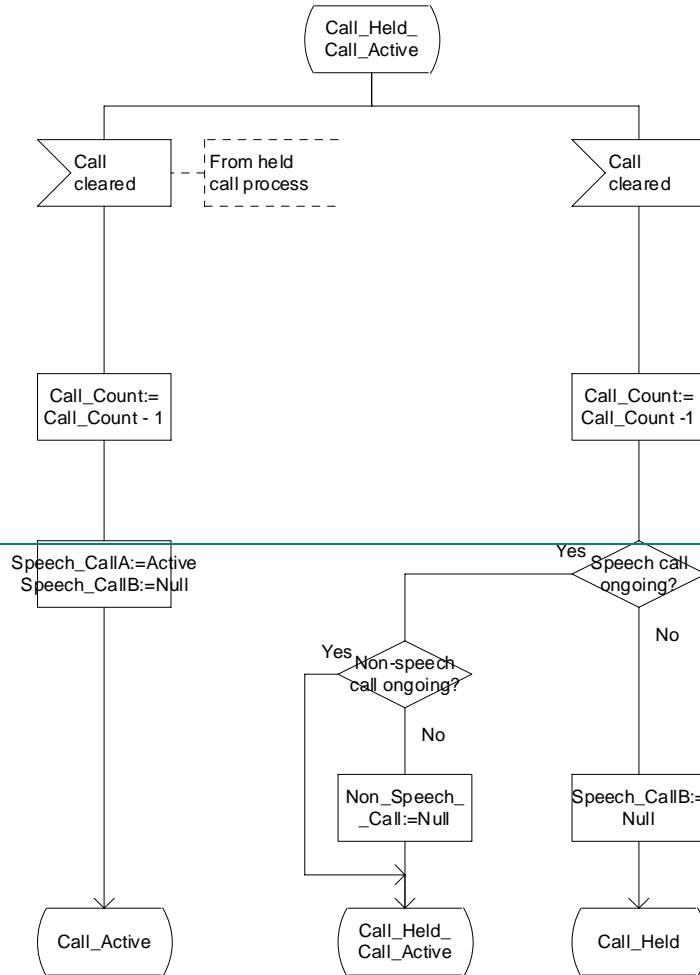 Call_Held_
Call_Active
Call
cleared
From held
call process
Call
cleared
Call_Count:=
Call_Count - 1
Call_Count:=
Call_Count -1
Speech_CallA:=Active
Speech_CallB:=Null
Yes
Speech call
ongoing?
No
Yes
Non-speech
call ongoing?
No
Non_Speech_
_Call:=Null
Speech_CallB:=
Null
Call_Active
Call_Held_
Call_Active
Call_Held